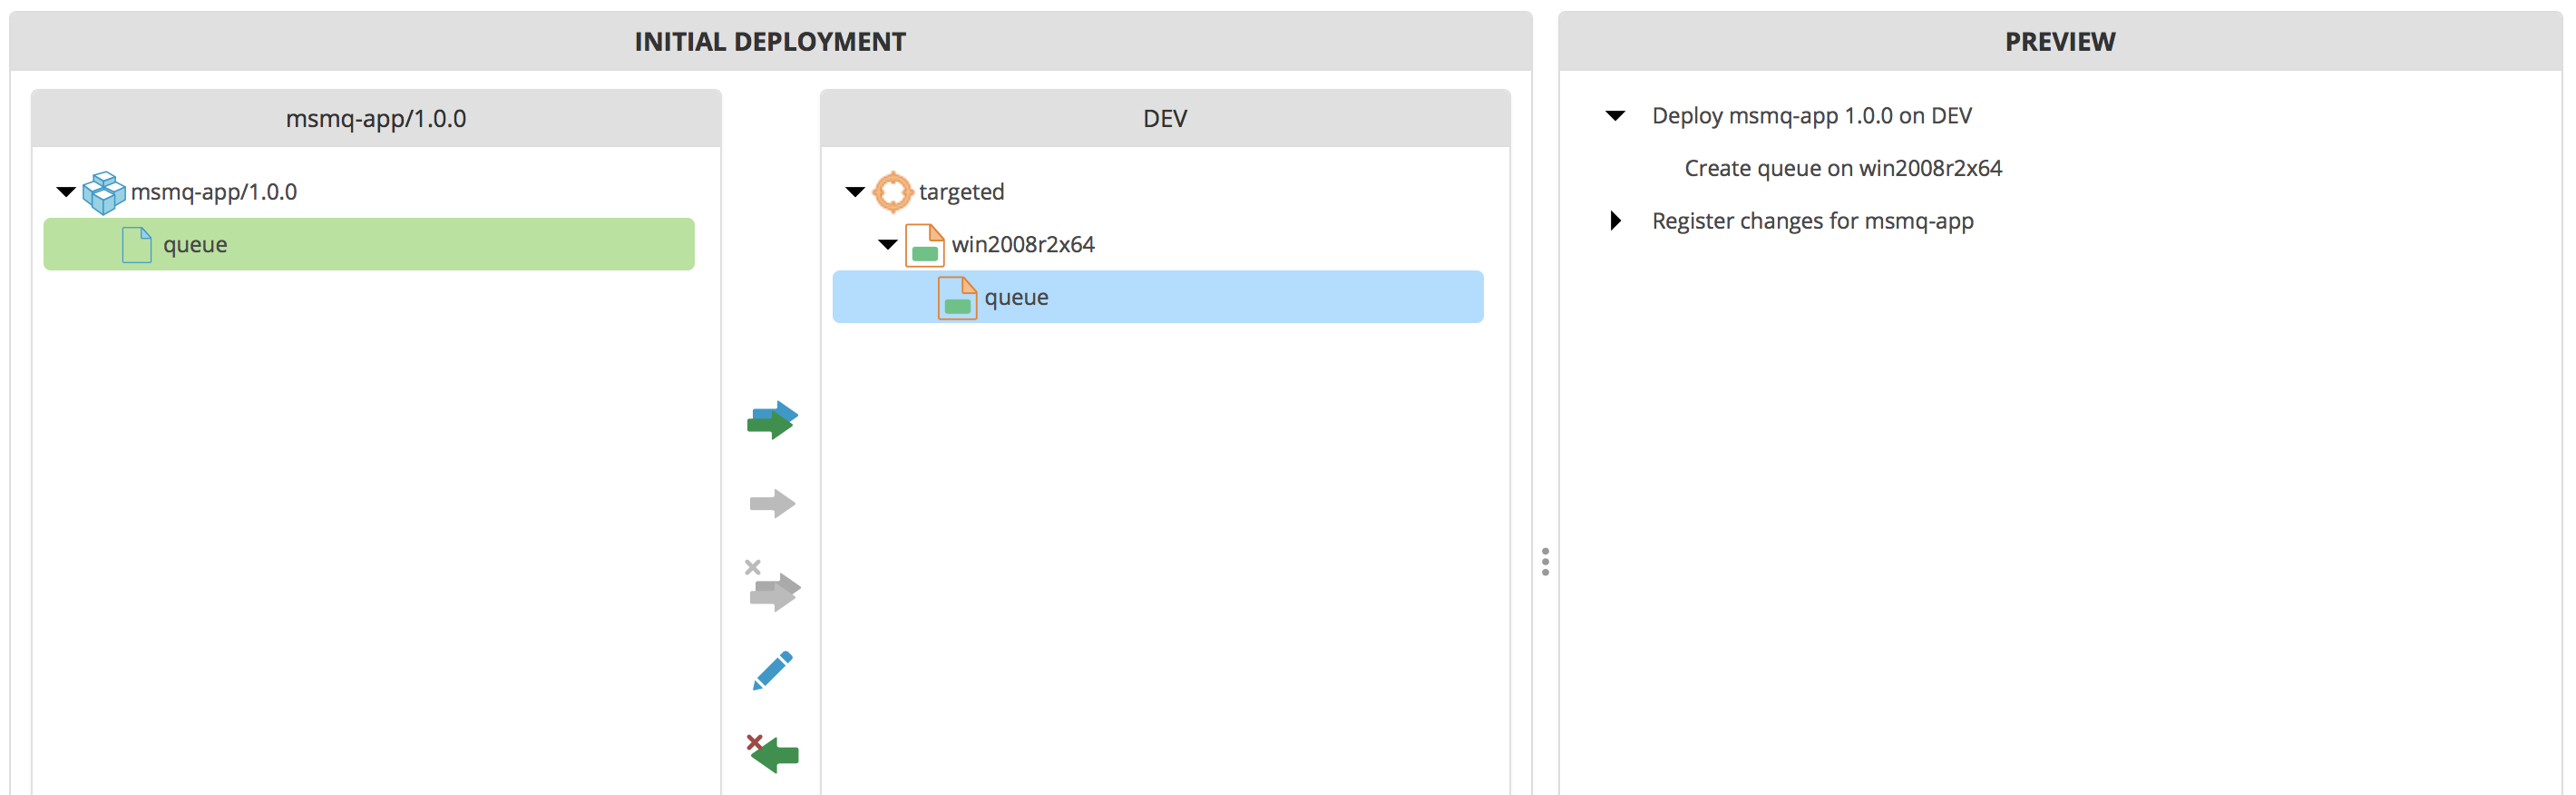 INITIAL DEPLOYMENT
msmq-app/1.0.0
msmq-app/1.0.0
queue
DEV
targeted
win2008r2x64
queue
PREVIEW
Deploy msmq-app 1.0.0 on DEV
Create queue on win2008r2x64
Register changes for msmq-app